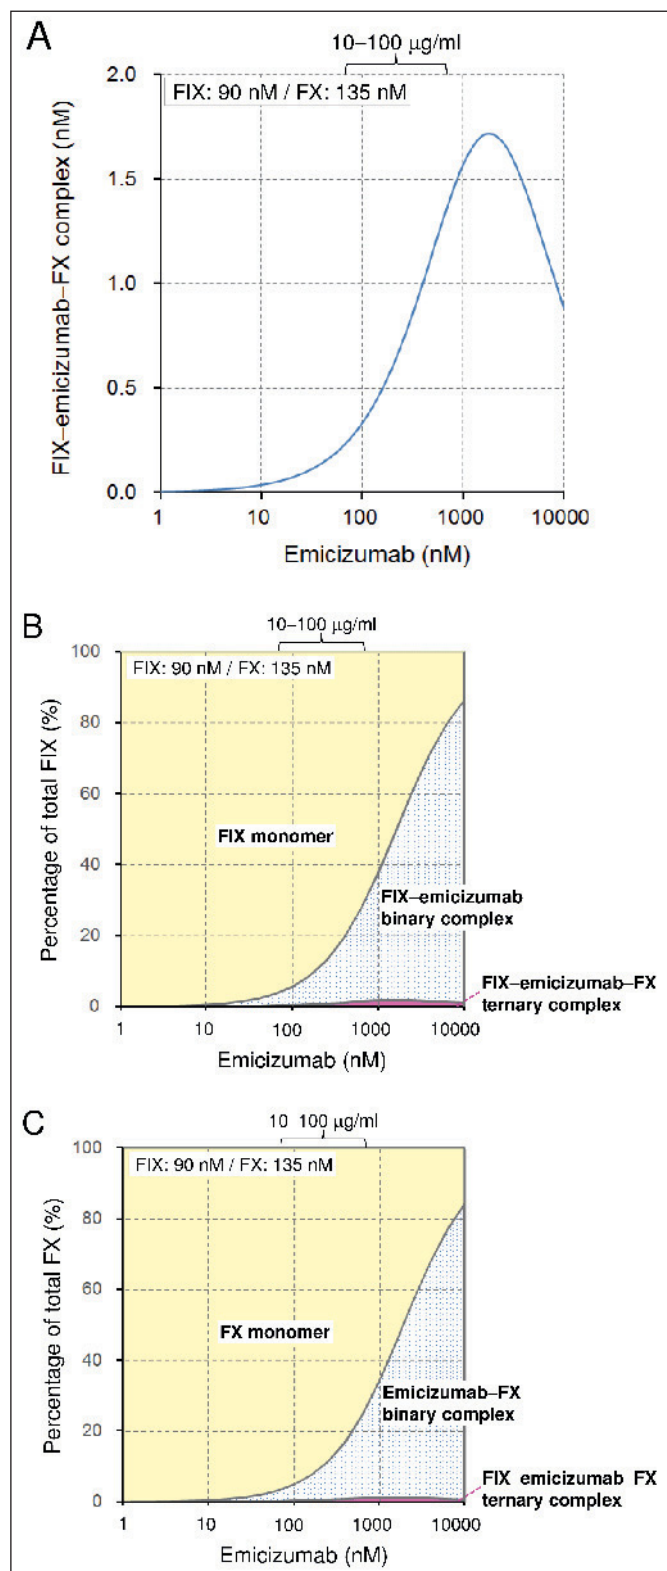 A
10–100 µg/ml
FIX: 90 nM / FX: 135 nM
FIX–emicizumab–FX complex (nM)
2.0
1.5
1.0
0.5
0.0
1 10 100 1000 10000
Emicizumab (nM)
B
10–100 µg/ml
FIX: 90 nM / FX: 135 nM
Percentage of total FIX (%)
100
80
60
40
20
0
FIX monomer
FIX–emicizumab
binary complex
FIX–emicizumab–FX
ternary complex
1 10 100 1000 10000
Emicizumab (nM)
C
10 100 µg/ml
FIX: 90 nM / FX: 135 nM
Percentage of total FX (%)
100
80
60
40
20
0
FX monomer
Emicizumab–FX
binary complex
FIX emicizumab FX
ternary complex
1 10 100 1000 10000
Emicizumab (nM)